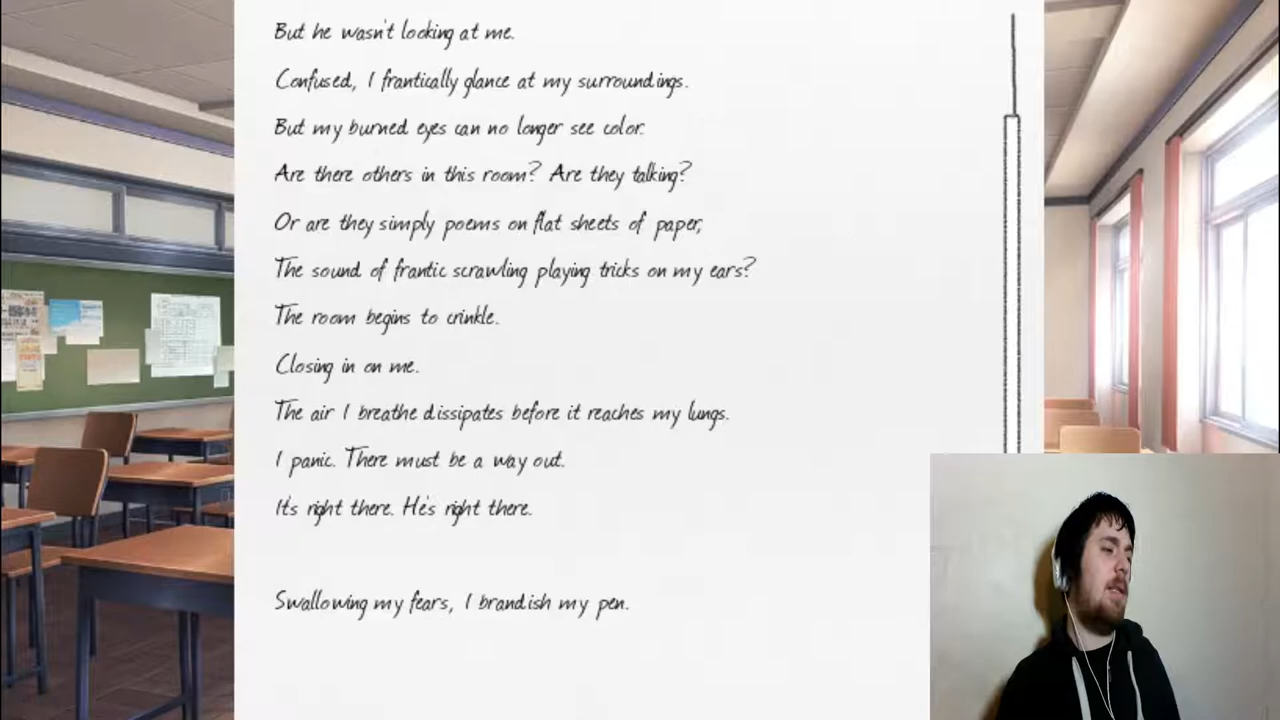 But he wasn't looking at me.
Confused, I frantically glance at my surroundings.
But my burned eyes can no longer see color.
Are there others in this room? Are they talking?
Or are they simply poems on flat sheets of paper,
The sound of frantic scrawling playing tricks on my ears?
The room begins to crinkle.
Closing in on me.
The air I breathe dissipates before it reaches my lungs.
I panic. There must be a way out.
It's right there. He's right there.
Swallowing my fears, I brandish my pen.